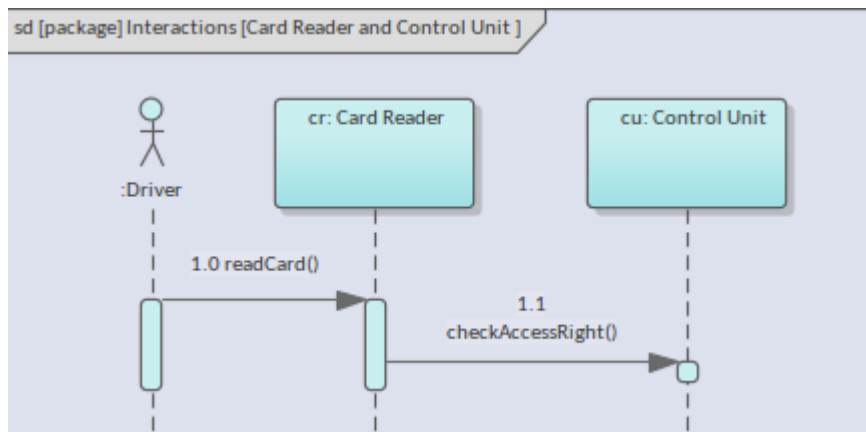 sd [package] Interactions [Card Reader and Control Unit ]
cr: Card Reader
cu: Control Unit
:Driver
1.0 readCard()
1.1
checkAccessRight()